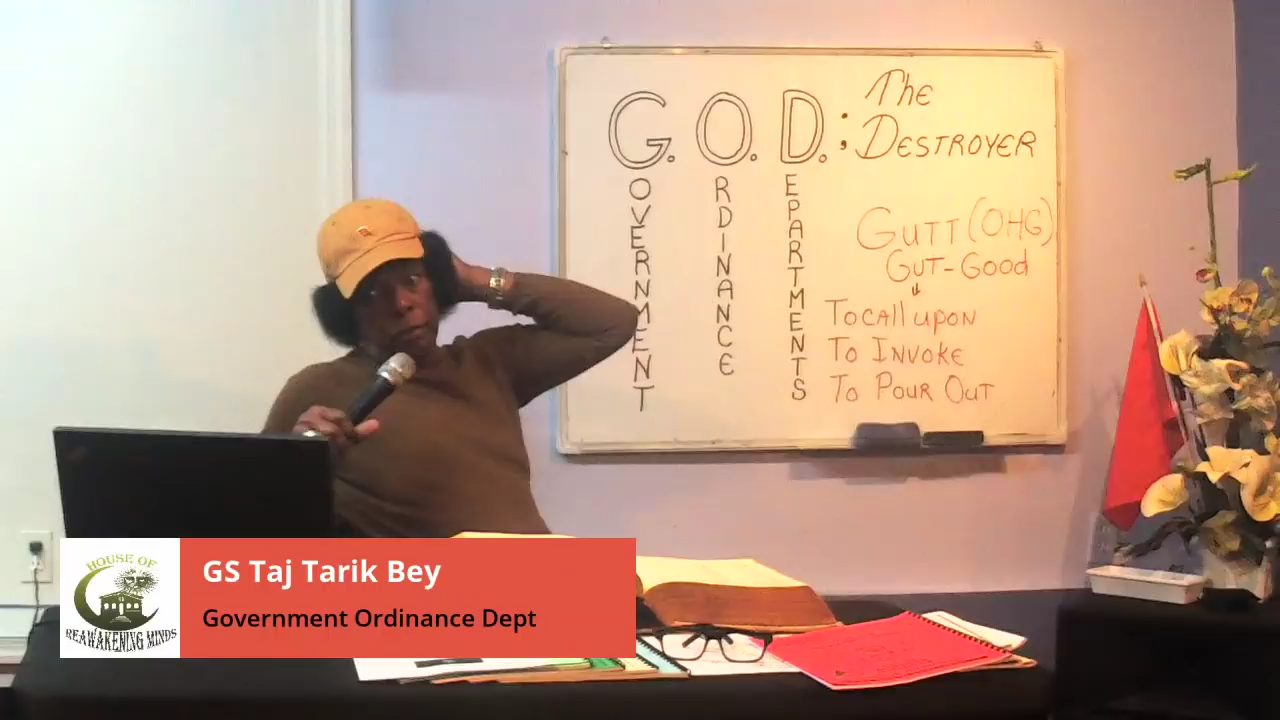 G. O. D. : The
DESTROYER
GOVERNMENT
ORDINANCE
DEPARTMENTS
GUTT (OHG)
GUT-GOOD
TO CALL UPON
TO INVOKE
TO POUR OUT
HOUSE OF
REAWAKENING MINDS
GS Taj Tarik Bey
Government Ordinance Dept